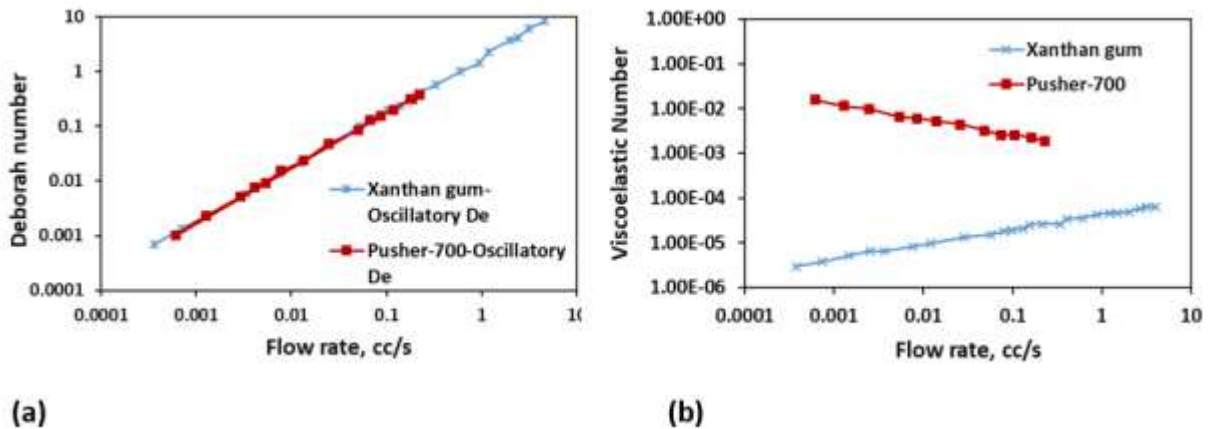 10
1
0.1
0.01
0.001
0.0001
Deborah number
Xanthan gum-
Oscillatory De
Pusher-700-Oscillatory
De
0.0001 0.001 0.01 0.1 1 10
Flow rate, cc/s
(a)
1.00E+00
1.00E-01
1.00E-02
1.00E-03
1.00E-04
1.00E-05
1.00E-06
Viscoelastic Number
Xanthan gum
Pusher-700
0.0001 0.001 0.01 0.1 1 10
Flow rate, cc/s
(b)